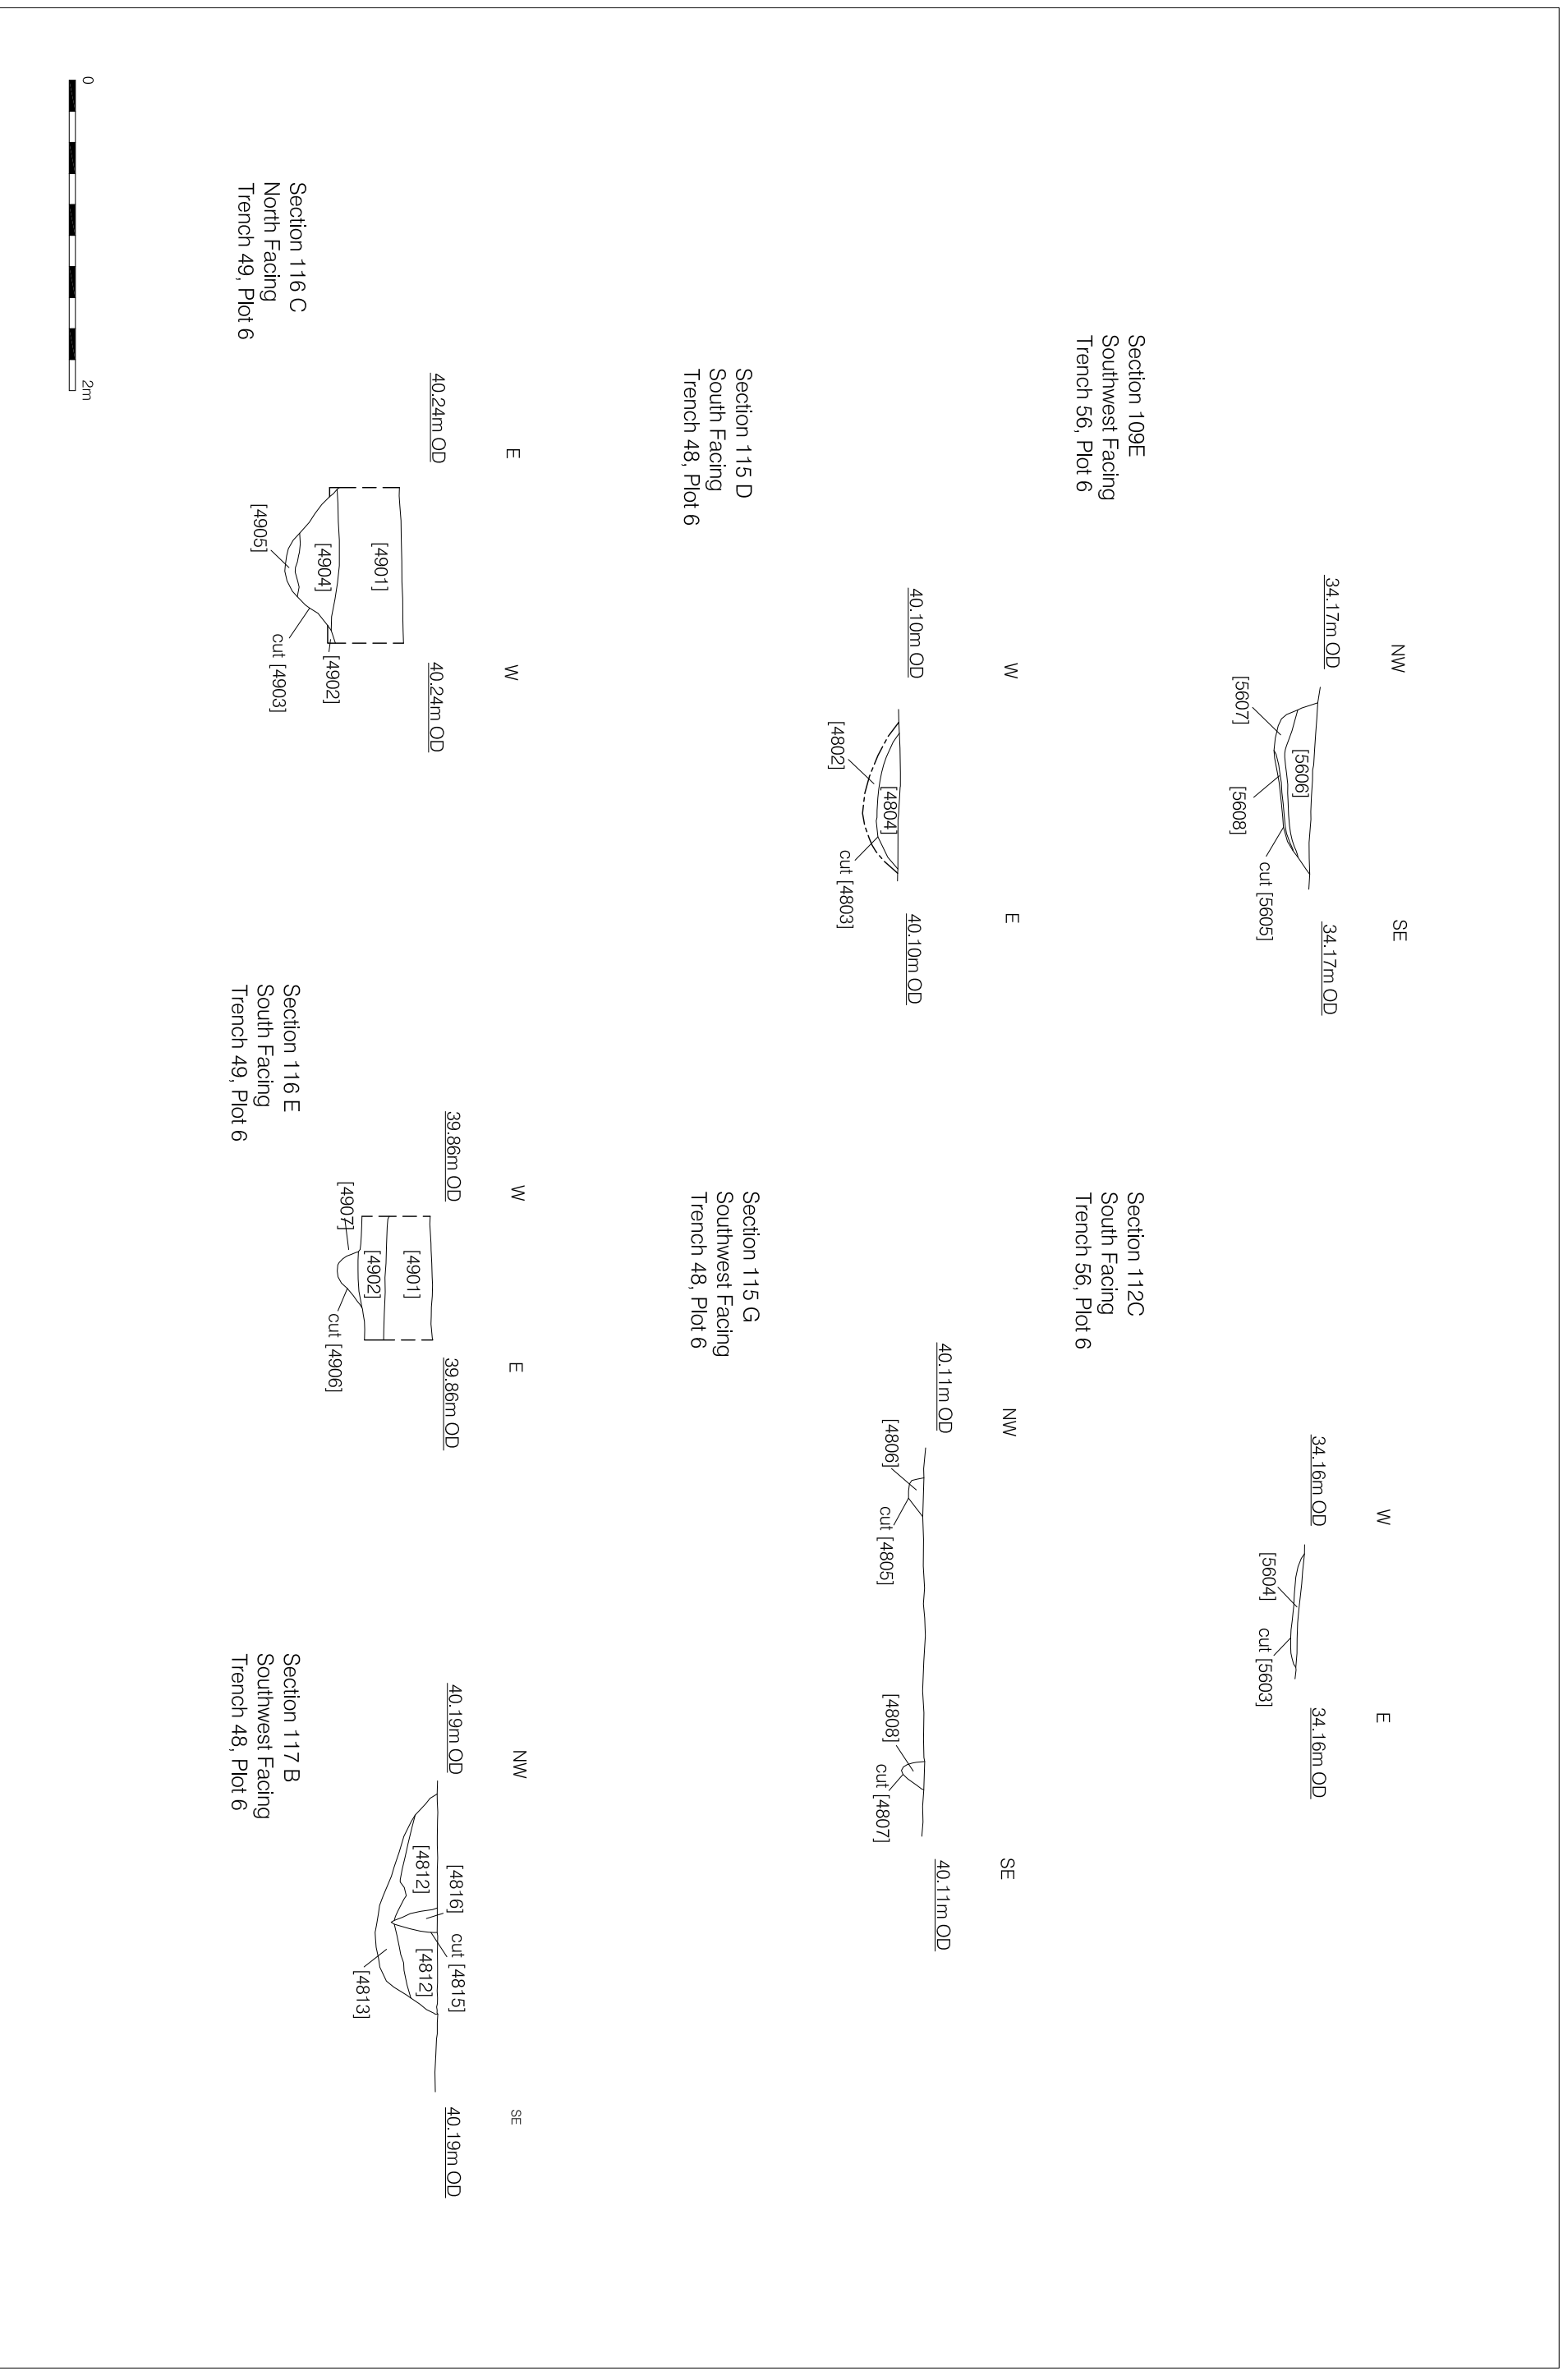 NW
SE
34.17m OD
34.17m OD
[5606]
[5607]
[5608]
cut [5605]
Section 109E
Southwest Facing
Trench 56, Plot 6
W
E
34.16m OD
34.16m OD
[5604]
cut [5603]
Section 112C
South Facing
Trench 56, Plot 6
W
E
40.10m OD
40.10m OD
[4804]
[4802]
cut [4803]
Section 115 D
South Facing
Trench 48, Plot 6
NW
SE
40.11m OD
40.11m OD
[4806]
cut [4805]
[4808]
cut [4807]
Section 115 G
Southwest Facing
Trench 48, Plot 6
E
W
40.24m OD
40.24m OD
[4901]
[4904]
[4902]
[4905]
cut [4903]
Section 116 C
North Facing
Trench 49, Plot 6
W
E
39.86m OD
39.86m OD
[4901]
[4902]
[4907]
cut [4906]
Section 116 E
South Facing
Trench 49, Plot 6
NW
SE
40.19m OD
40.19m OD
[4816]
cut [4815]
[4812]
[4812]
[4813]
Section 117 B
Southwest Facing
Trench 48, Plot 6
0
2m